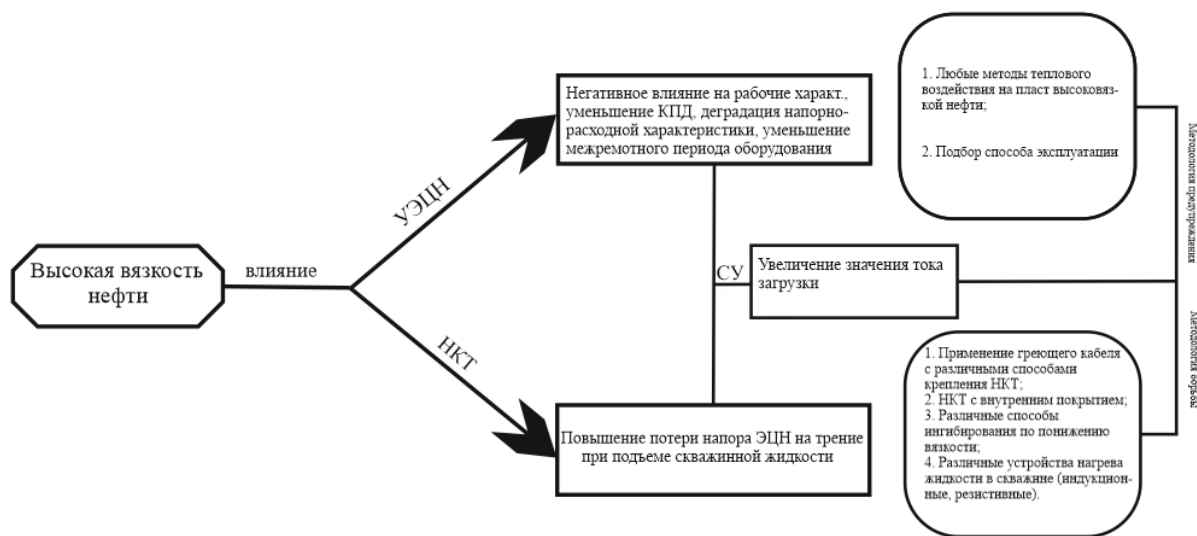 Высокая вязкость
нефти
влияние
УЭЦН
НКТ
Негативное влияние на рабочие характ.,
уменьшение КПД, деградация напорно-
расходной характеристики, уменьшение
межремотного периода оборудования
СУ
Увеличение значения тока
загрузки
Повышение потери напора ЭЦН на трение
при подъеме скважинной жидкости
1. Любые методы теплового
воздействия на пласт высоковяз-
кой нефти;
2. Подбор способа эксплуатации
Методология предупреждения
1. Применение греющего кабеля
с различными способами
крепления НКТ;
2. НКТ с внутренним покрытием;
3. Различные способы
ингибирования по понижению
вязкости;
4. Различные устройства нагрева
жидкости в скважине (индукцион-
ные, резистивные).
Методология борьбы